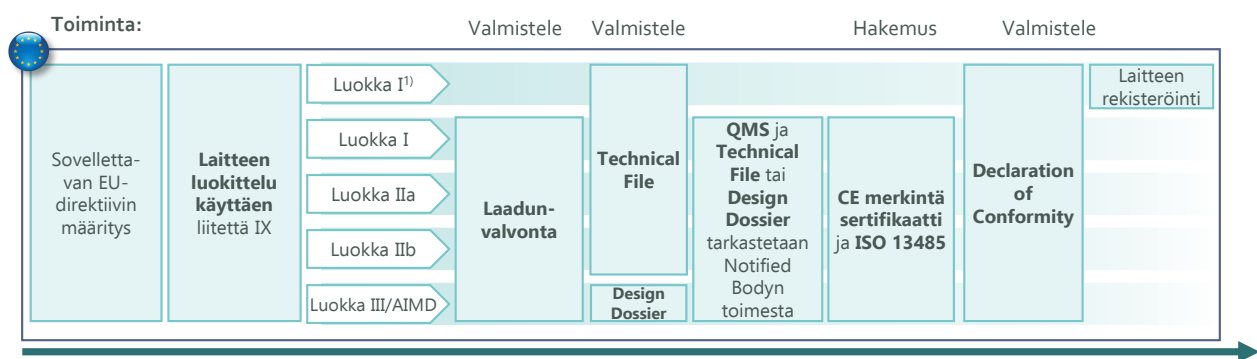 Toiminta:
Valmistele
Valmistele
Hakemus
Valmistele
Sovelletta-
van EU-
direktiivin
määritys
Laitteen
luokittelu
käyttäen
liitettä IX
Luokka I¹⁾
Luokka I
Luokka IIa
Luokka IIb
Luokka III/AIMD
Laadun-
valvonta
Technical
File
Design
Dossier
QMS ja
Technical
File tai
Design
Dossier
tarkastetaan
Notified
Bodyn
toimesta
CE merkintä
sertifikaatti
ja ISO 13485
Declaration
of
Conformity
Laitteen
rekisteröinti